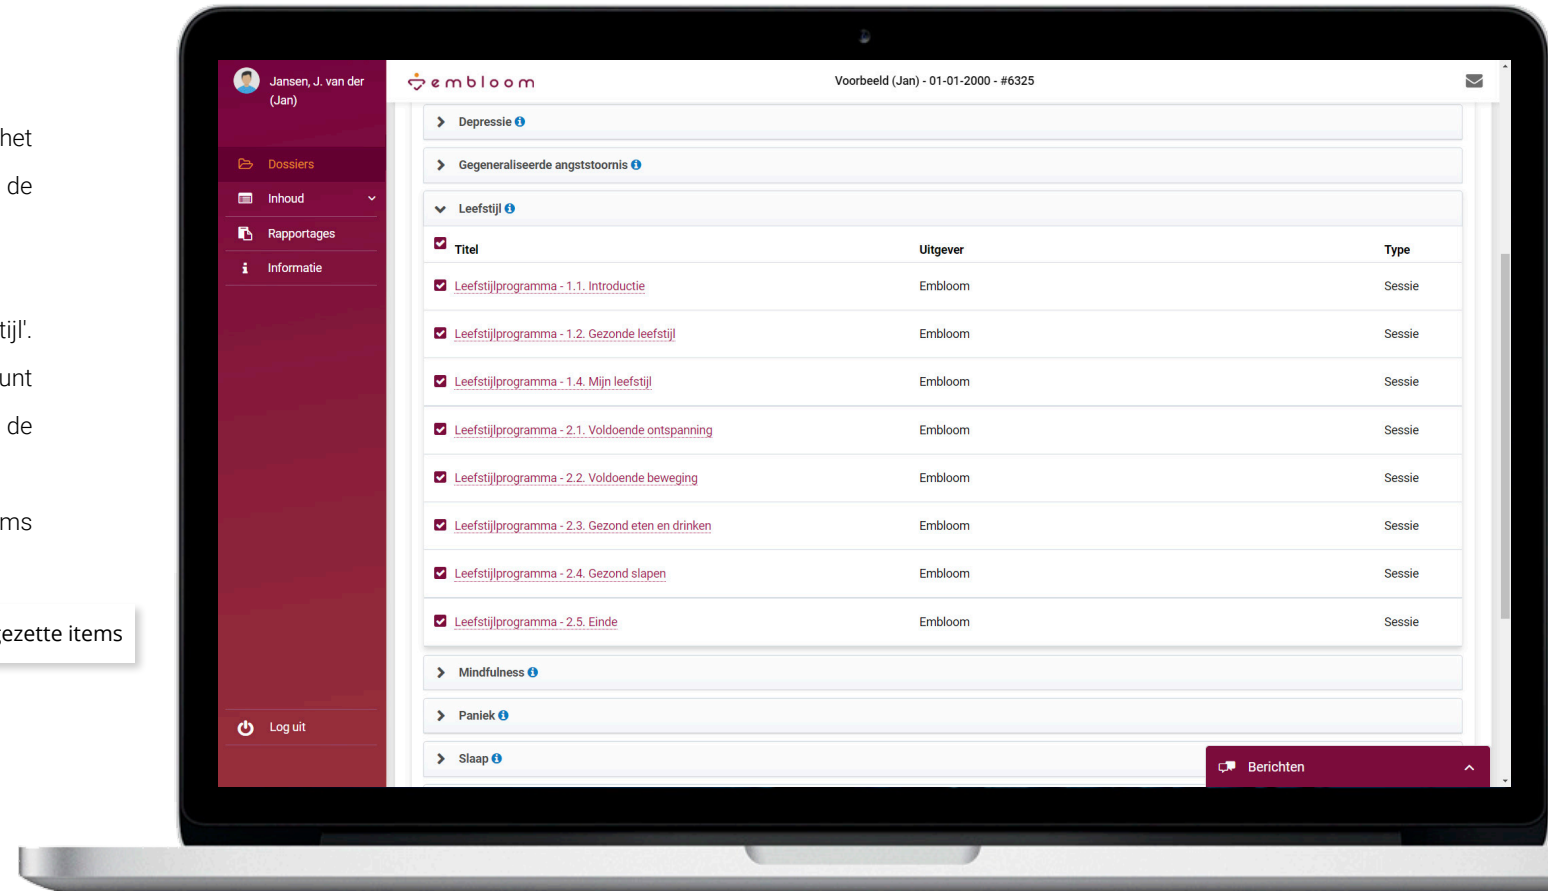 het
de
tijl'.
unt
de
ms
gezette items
Jansen, J. van der
(Jan)
Dossiers
Inhoud
Rapportages
Informatie
Log uit
embloom
Voorbeeld (Jan) - 01-01-2000 - #6325
Depressie
Gegeneraliseerde angststoornis
Leefstijl
Titel Uitgever Type
Leefstijlprogramma - 1.1. Introductie Embloom Sessie
Leefstijlprogramma - 1.2. Gezonde leefstijl Embloom Sessie
Leefstijlprogramma - 1.4. Mijn leefstijl Embloom Sessie
Leefstijlprogramma - 2.1. Voldoende ontspanning Embloom Sessie
Leefstijlprogramma - 2.2. Voldoende beweging Embloom Sessie
Leefstijlprogramma - 2.3. Gezond eten en drinken Embloom Sessie
Leefstijlprogramma - 2.4. Gezond slapen Embloom Sessie
Leefstijlprogramma - 2.5. Einde Embloom Sessie
Mindfulness
Paniek
Slaap
Berichten